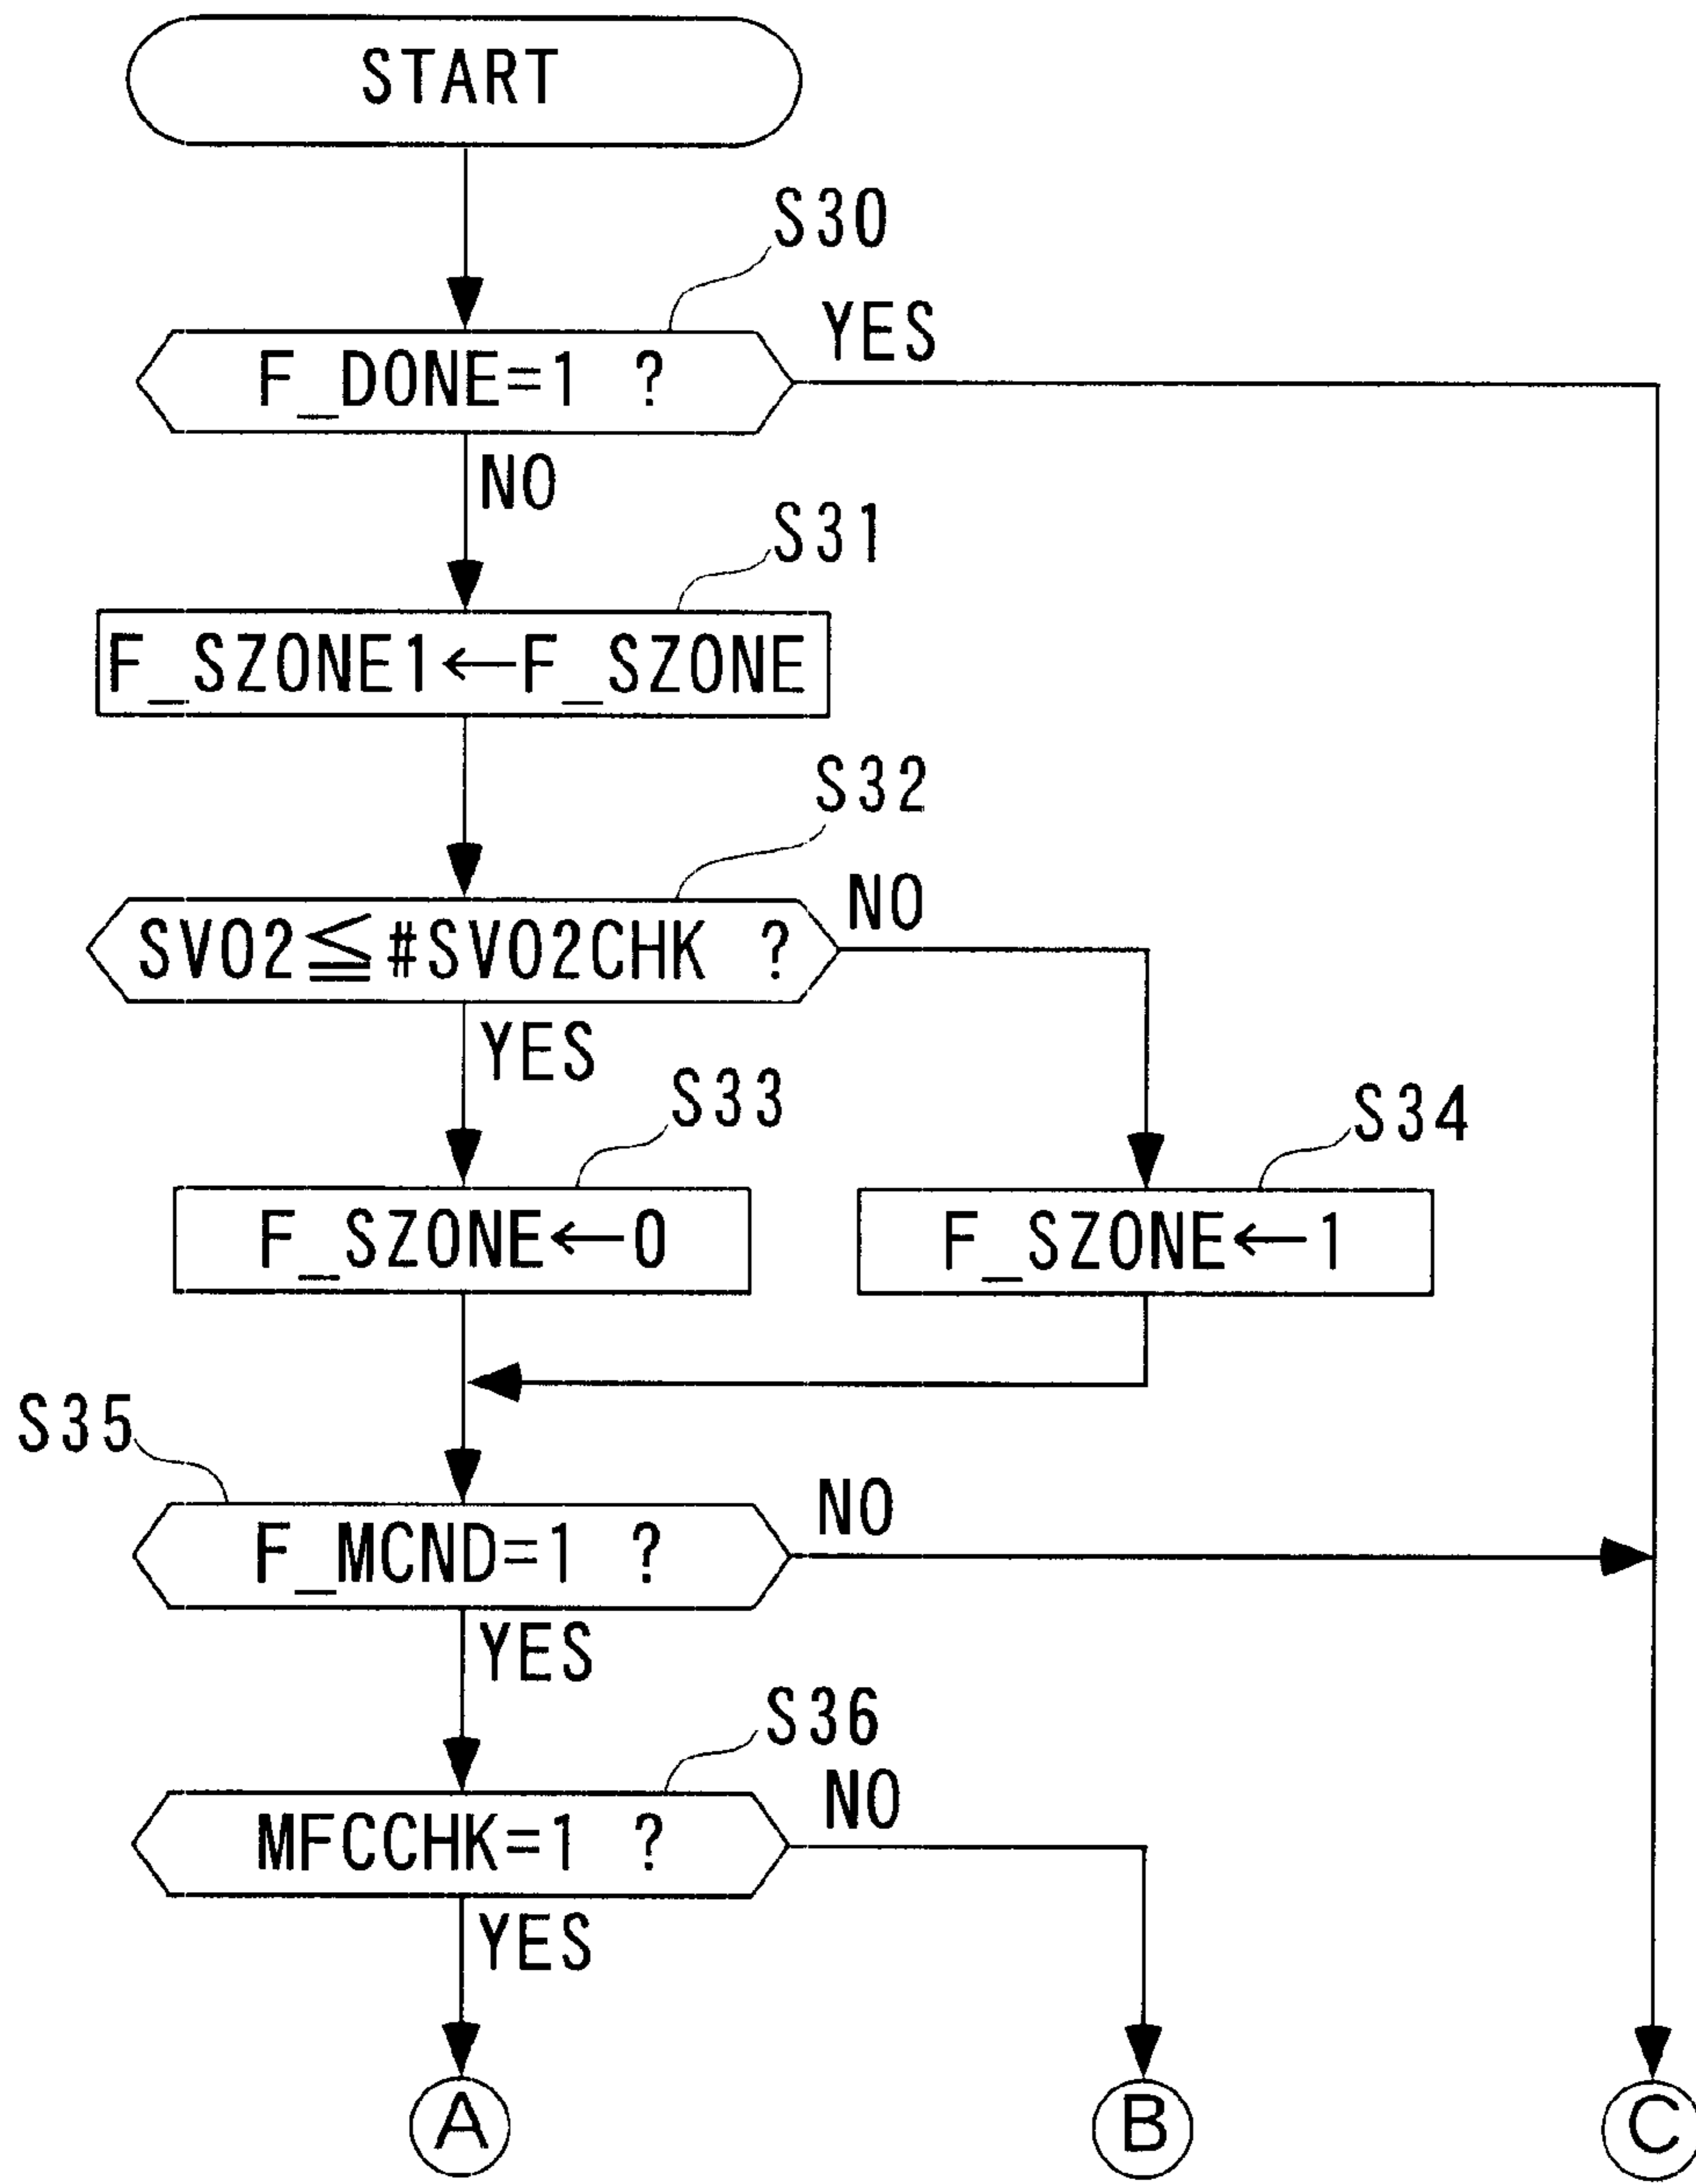 START
S30
F_DONE=1 ?
YES
NO
S31
F_SZONE1←F_SZONE
S32
SVO2≦#SVO2CHK ?
NO
YES
S33
S34
F_SZONE←0
F_SZONE←1
S35
F_MCND=1 ?
NO
YES
S36
MFCCHK=1 ?
NO
YES
A
B
C